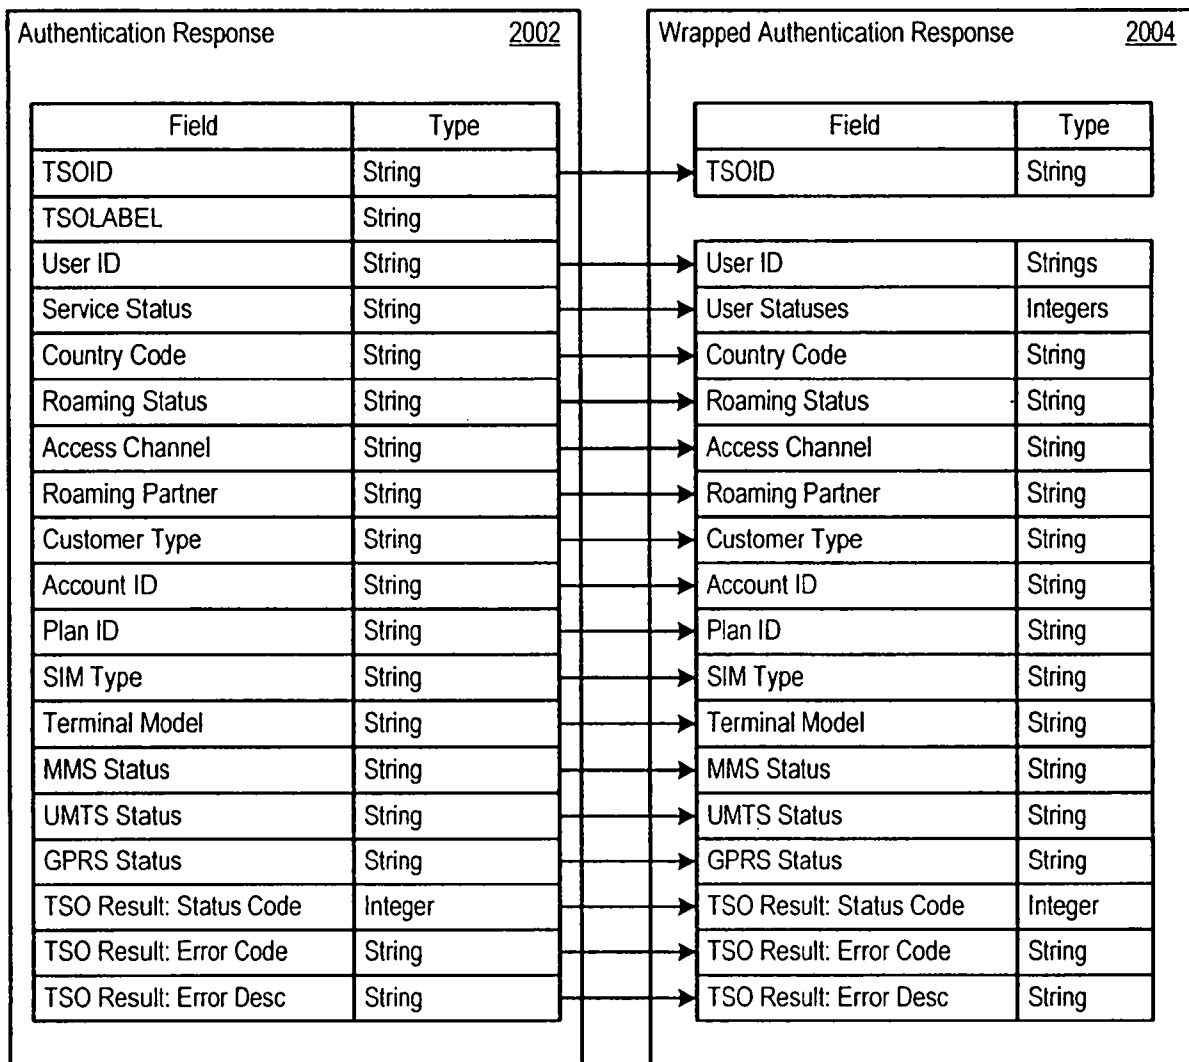 Authentication Response 2002
Field Type
TSOID String
TSOLABEL String
User ID String
Service Status String
Country Code String
Roaming Status String
Access Channel String
Roaming Partner String
Customer Type String
Account ID String
Plan ID String
SIM Type String
Terminal Model String
MMS Status String
UMTS Status String
GPRS Status String
TSO Result: Status Code Integer
TSO Result: Error Code String
TSO Result: Error Desc String
Wrapped Authentication Response 2004
Field Type
TSOID String
User ID Strings
User Statuses Integers
Country Code String
Roaming Status String
Access Channel String
Roaming Partner String
Customer Type String
Account ID String
Plan ID String
SIM Type String
Terminal Model String
MMS Status String
UMTS Status String
GPRS Status String
TSO Result: Status Code Integer
TSO Result: Error Code String
TSO Result: Error Desc String